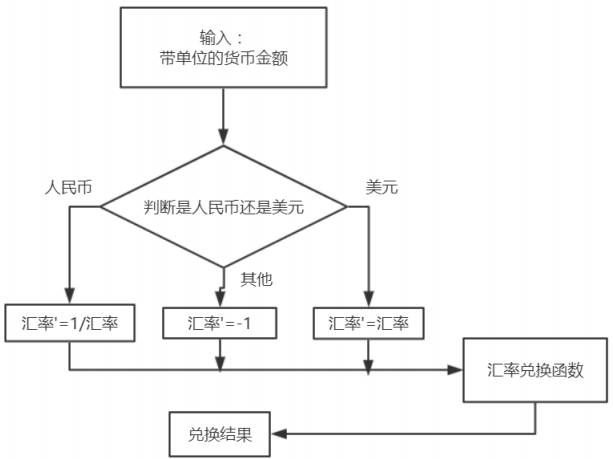 输入：
带单位的货币金额
人民币
判断是人民币还是美元
美元
其他
汇率'=1/汇率
汇率'=-1
汇率'=汇率
汇率兑换函数
兑换结果